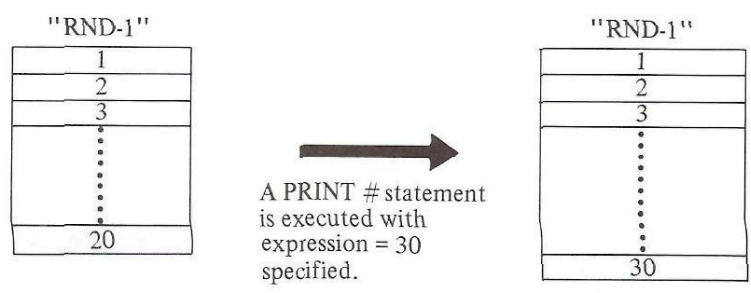 "RND-1"
1
2
3
20
A PRINT # statement
is executed with
expression = 30
specified.
"RND-1"
1
2
3
30